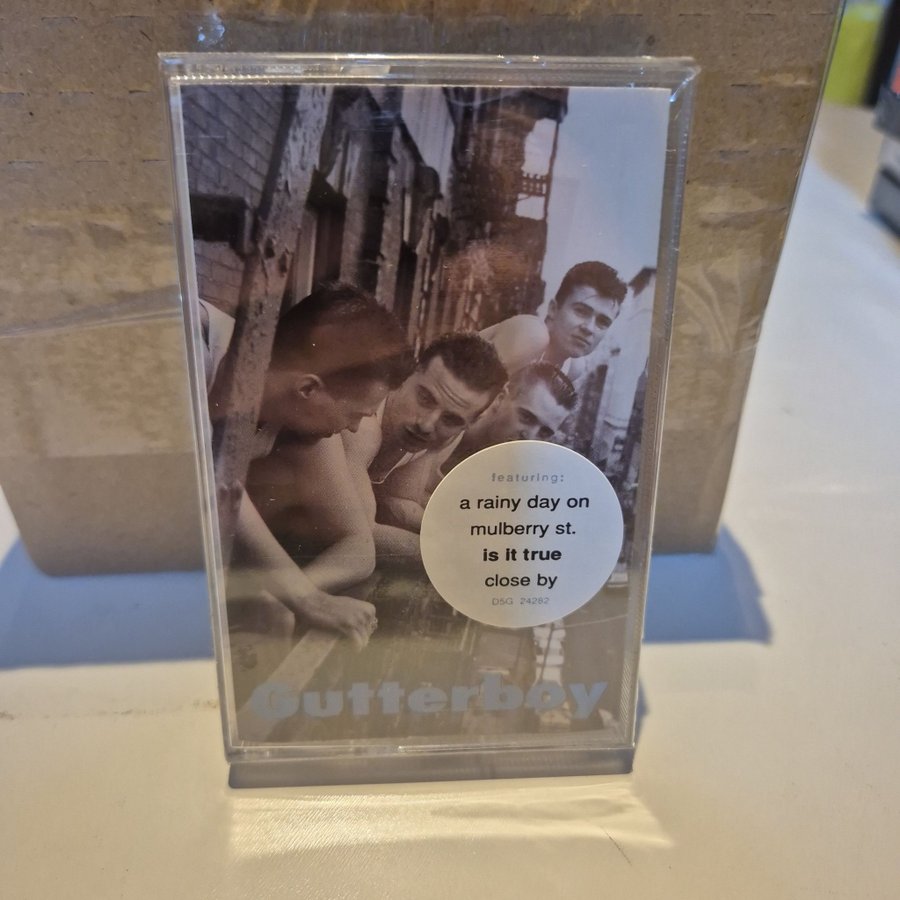 featuring:
a rainy day on
mulberry st.
is it true
close by
D5G 24282
Gutterboy